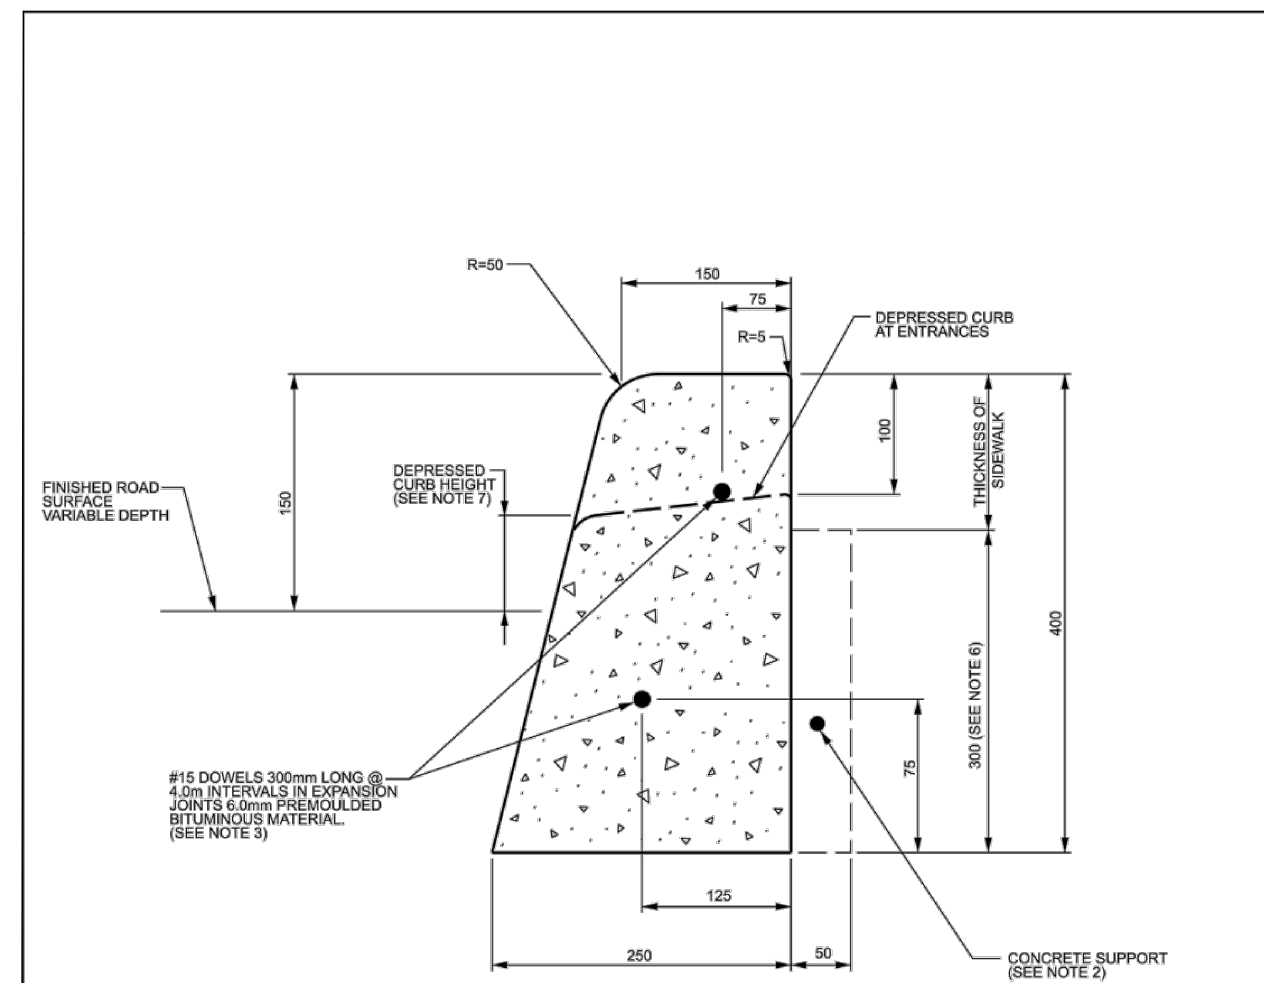 R=50
150
75
R=5
DEPRESSED CURB
AT ENTRANCES
100
THICKNESS OF
SIDEWALK
DEPRESSED
CURB HEIGHT
(SEE NOTE 7)
FINISHED ROAD
SURFACE
VARIABLE DEPTH
150
400
300 (SEE NOTE 6)
75
#15 DOWELS 300mm LONG @
4.0m INTERVALS IN EXPANSION
JOINTS 6.0mm PREMOULDED
BITUMINOUS MATERIAL.
(SEE NOTE 3)
125
250
50
CONCRETE SUPPORT
(SEE NOTE 2)